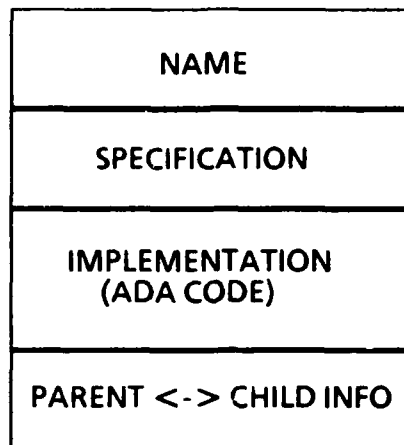 NAME
SPECIFICATION
IMPLEMENTATION
(ADA CODE)
PARENT <-> CHILD INFO